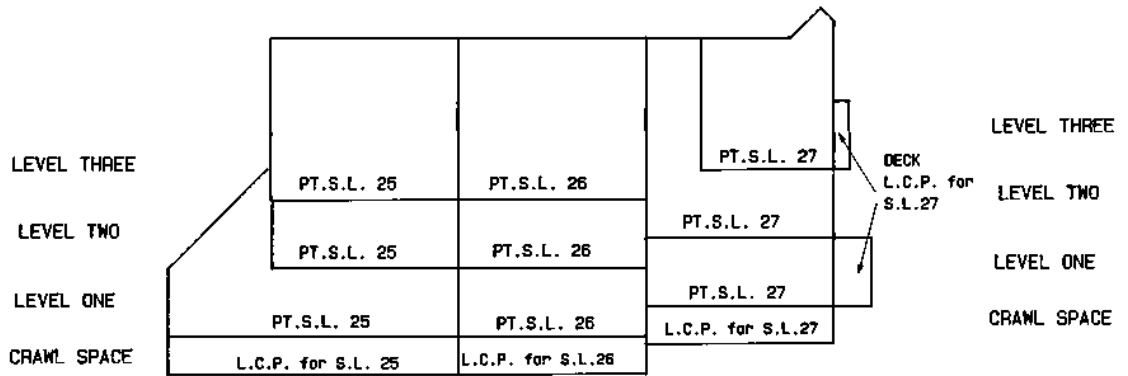 LEVEL THREE
LEVEL TWO
LEVEL ONE
CRAWL SPACE
PT.S.L. 25
PT.S.L. 26
PT.S.L. 27
PT.S.L. 25
PT.S.L. 26
PT.S.L. 27
PT.S.L. 25
PT.S.L. 26
PT.S.L. 27
L.C.P. for S.L. 25
L.C.P. for S.L.26
L.C.P. for S.L.27
DECK
L.C.P. for
S.L.27
LEVEL THREE
LEVEL TWO
LEVEL ONE
CRAWL SPACE